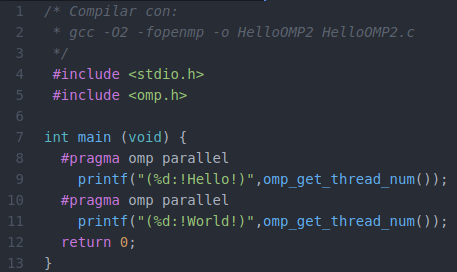 1 /* Compilar con:
2  * gcc -O2 -fopenmp -o HelloOMP2 HelloOMP2.c
3  */
4  #include <stdio.h>
5  #include <omp.h>
6
7 int main (void) {
8   #pragma omp parallel
9     printf("(%d:!Hello!)",omp_get_thread_num());
10   #pragma omp parallel
11     printf("(%d:!World!)",omp_get_thread_num());
12   return 0;
13 }